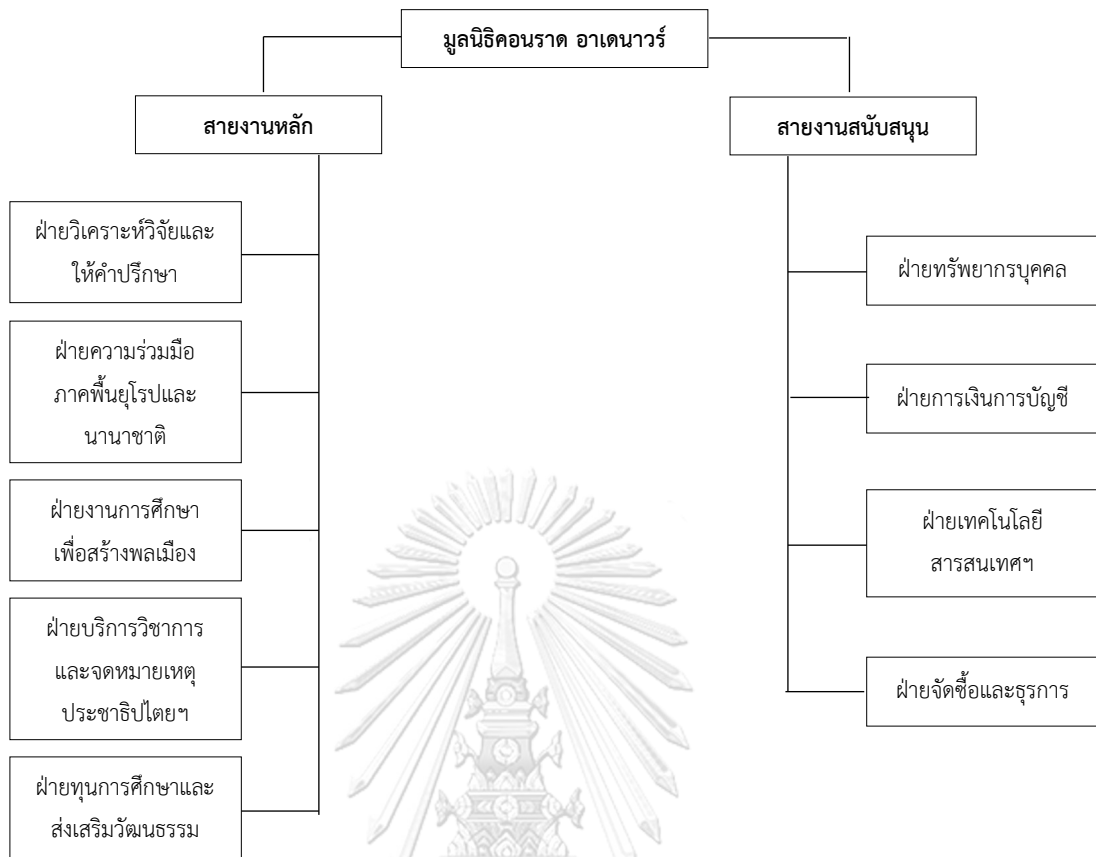 มูลนิธิคอนราด อาเดนาวร์
สายงานหลัก
สายงานสนับสนุน
ฝ่ายวิเคราะห์วิจัยและ
ให้คำปรึกษา
ฝ่ายความร่วมมือ
ภาคพื้นยุโรปและ
นานาชาติ
ฝ่ายงานการศึกษา
เพื่อสร้างพลเมือง
ฝ่ายบริการวิชาการ
และจดหมายเหตุ
ประชาธิปไตยฯ
ฝ่ายทุนการศึกษาและ
ส่งเสริมวัฒนธรรม
ฝ่ายทรัพยากรบุคคล
ฝ่ายการเงินการบัญชี
ฝ่ายเทคโนโลยี
สารสนเทศฯ
ฝ่ายจัดซื้อและธุรการ